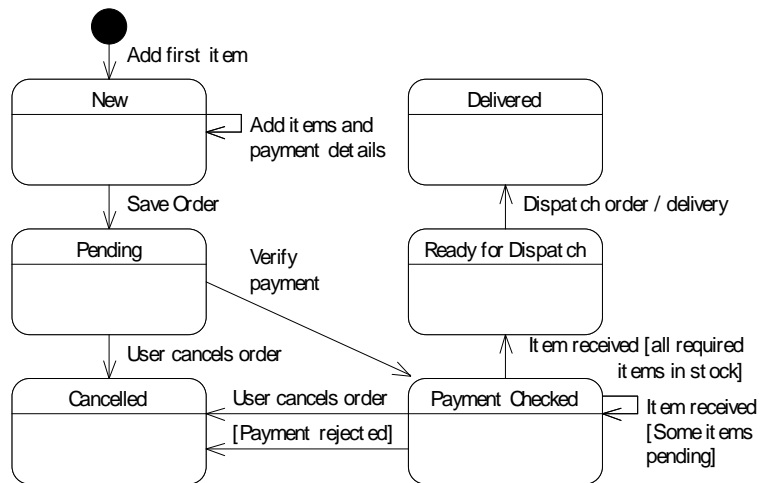 Add first item
New
Delivered
Add items and
payment details
Save Order
Dispatch order / delivery
Pending
Verify
payment
Ready for Dispatch
User cancels order
Item received [all required
items in stock]
Cancelled
User cancels order
Payment Checked
Item received
[Some items
pending]
[Payment rejected]